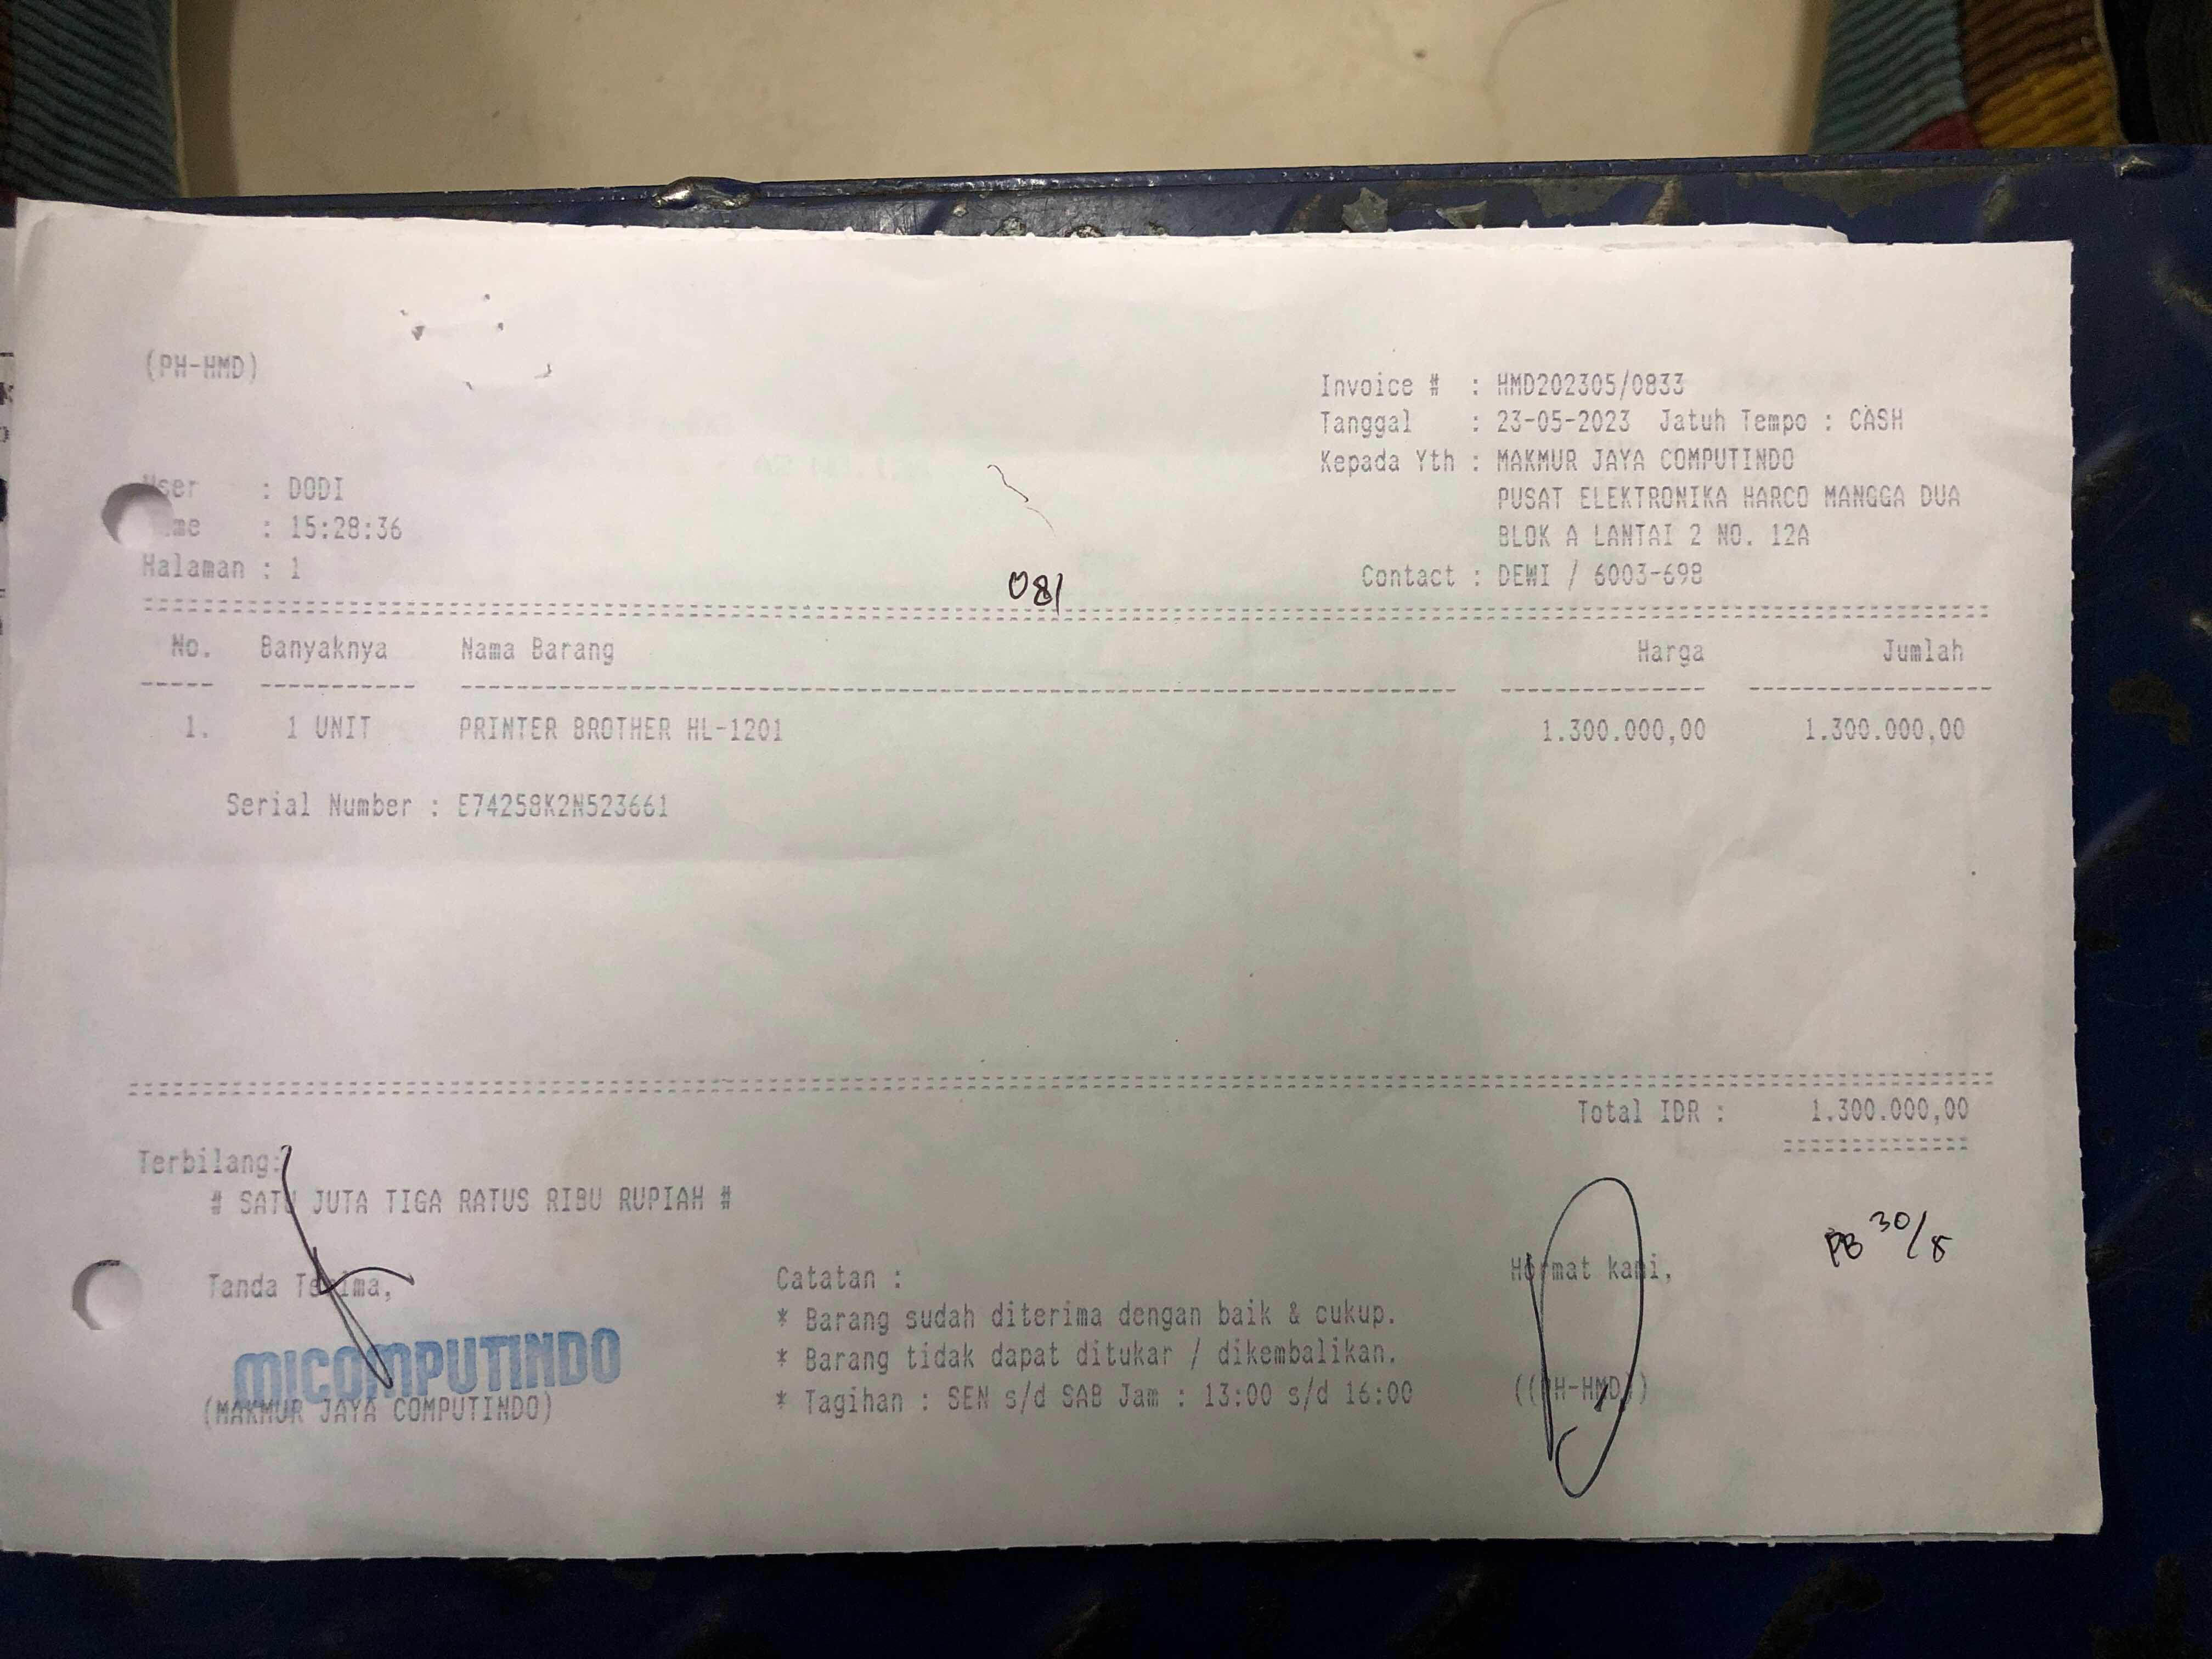 (PH-HMD)
Invoice # : HMD202305/0833
Tanggal : 23-05-2023 Jatuh Tempo : CASH
Kepada Yth : MAKMUR JAYA COMPUTINDO
PUSAT ELEKTRONIKA HARCO MANGGA DUA
BLOK A LANTAI 2 NO. 12A
Contact : DEWI / 6003-698
User : DODI
: 15:28:36
Halaman : 1
081
No. Banyaknya Nama Barang Harga Jumlah
1. 1 UNIT PRINTER BROTHER HL-1201 1.300.000,00 1.300.000,00
Serial Number : E74258K2N523661
Total IDR : 1.300.000,00
Terbilang:
# SATU JUTA TIGA RATUS RIBU RUPIAH #
Tanda Terima,
MICOMPUTINDO
(MAKMUR JAYA COMPUTINDO)
Catatan :
* Barang sudah diterima dengan baik & cukup.
* Barang tidak dapat ditukar / dikembalikan.
* Tagihan : SEN s/d SAB Jam : 13:00 s/d 16:00
Hormat kami,
((PH-HMD))
30/5